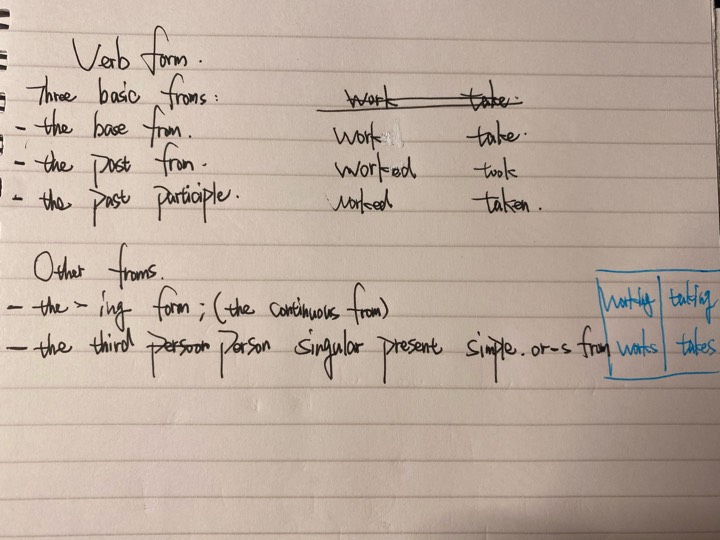 Verb form.
Three basic froms: work take.
- the base from. work take.
- the past from. worked took
- the past participle. worked taken.
Other froms.
- the - ing form; (the continuous from) working taking
- the third persoon person singular present simple. or -s from works takes